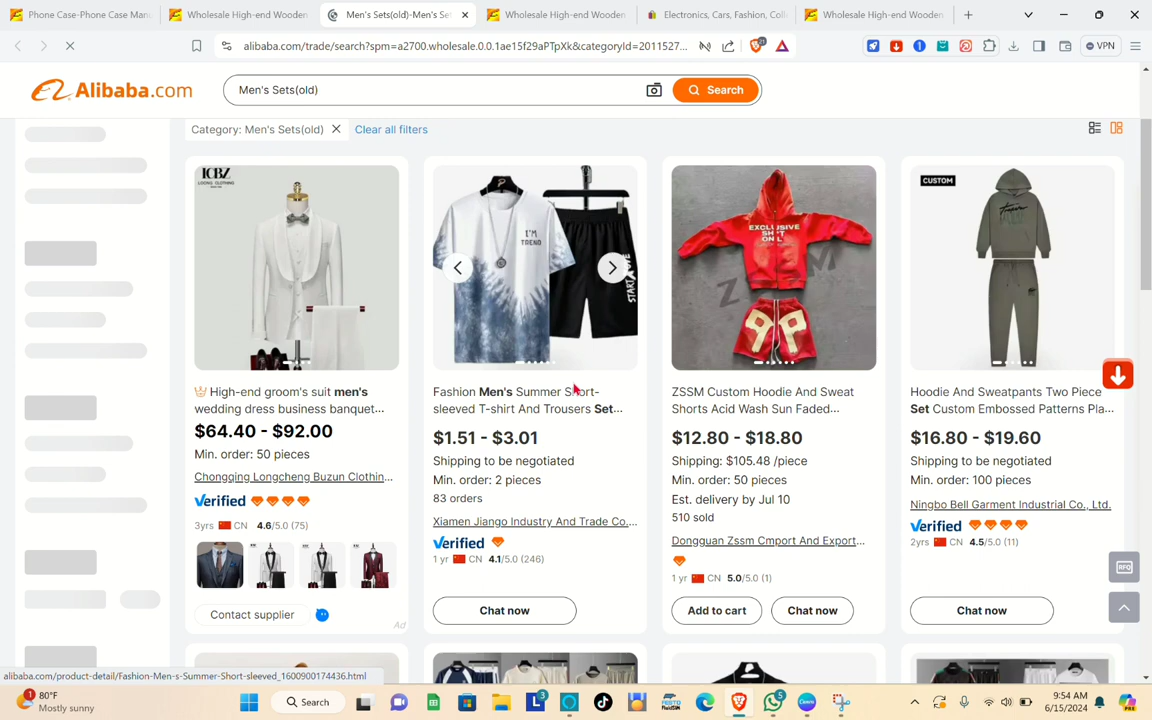 Phone Case-Phone Case Manu
Wholesale High-end Wooden
Men's Sets(old)-Men's Set
Wholesale High-end Wooden
Electronics, Cars, Fashion, Colle
Wholesale High-end Wooden
alibaba.com/trade/search?spm=a2700.wholesale.0.0.1ae15f29aPTpXk&categoryId=2011527...
21
VPN
Alibaba.com
Men's Sets(old)
Search
Category: Men's Sets(old)
Clear all filters
ICBZ
LOONG CLOTHING
I'M
TREND
EXCLUSIVE
CUSTOM
High-end groom's suit men's
wedding dress business banquet...
$64.40 - $92.00
Min. order: 50 pieces
Chongqing Longcheng Buzun Clothin...
Verified
3yrs CN 4.6/5.0 (75)
Contact supplier
Ad
Fashion Men's Summer Short-
sleeved T-shirt And Trousers Set...
$1.51 - $3.01
Shipping to be negotiated
Min. order: 2 pieces
83 orders
Xiamen Jiango Industry And Trade Co....
Verified
1 yr CN 4.1/5.0 (246)
Chat now
ZSSM Custom Hoodie And Sweat
Shorts Acid Wash Sun Faded...
$12.80 - $18.80
Shipping: $105.48 /piece
Min. order: 50 pieces
Est. delivery by Jul 10
510 sold
Dongguan Zssm Cmport And Export...
1 yr CN 5.0/5.0 (1)
Add to cart
Chat now
Hoodie And Sweatpants Two Piece
Set Custom Embossed Patterns Pla...
$16.80 - $19.60
Shipping to be negotiated
Min. order: 100 pieces
Ningbo Bell Garment Industrial Co., Ltd.
Verified
2yrs CN 4.5/5.0 (11)
Chat now
RFQ
alibaba.com/product-detail/Fashion-Men-s-Summer-Short-sleeved_1600900174436.html
80°F
Mostly sunny
Search
9:54 AM
6/15/2024